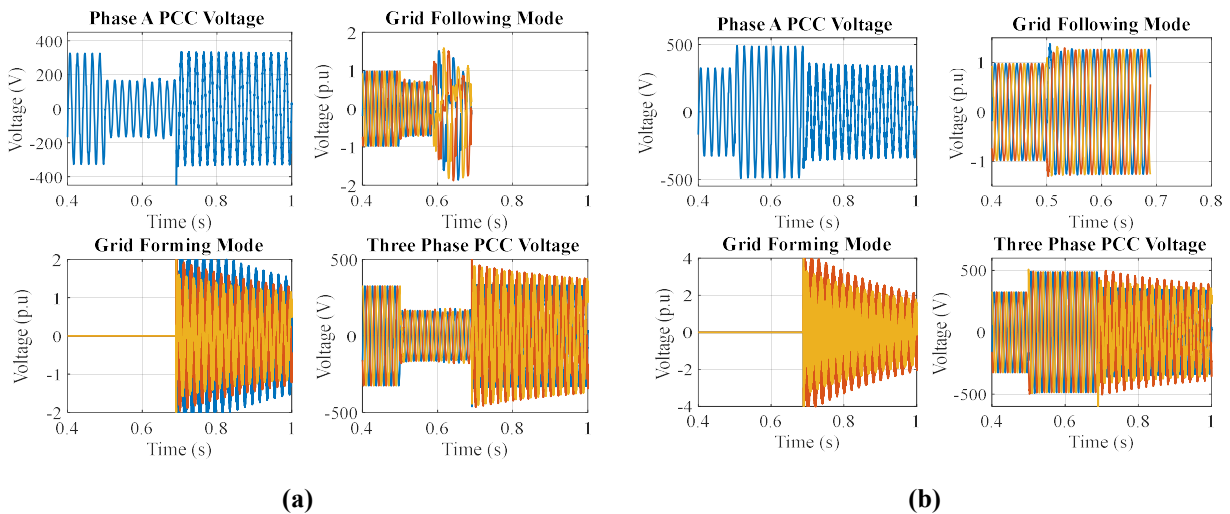 Phase A PCC Voltage
Voltage (V)
400
200
0
-200
-400
0.4 0.6 0.8 1
Time (s)
Grid Following Mode
Voltage (p.u)
2
1
0
-1
-2
0.4 0.6 0.8 1
Time (s)
Grid Forming Mode
Voltage (p.u)
2
1
0
-1
-2
0.4 0.6 0.8 1
Time (s)
Three Phase PCC Voltage
Voltage (V)
500
0
-500
0.4 0.6 0.8 1
Time (s)
(a)
Phase A PCC Voltage
Voltage (V)
500
0
-500
0.4 0.6 0.8 1
Time (s)
Grid Following Mode
Voltage (p.u)
1
0
-1
0.4 0.5 0.6 0.7 0.8
Time (s)
Grid Forming Mode
Voltage (p.u)
4
2
0
-2
-4
0.4 0.6 0.8 1
Time (s)
Three Phase PCC Voltage
Voltage (V)
500
0
-500
0.4 0.6 0.8 1
Time (s)
(b)